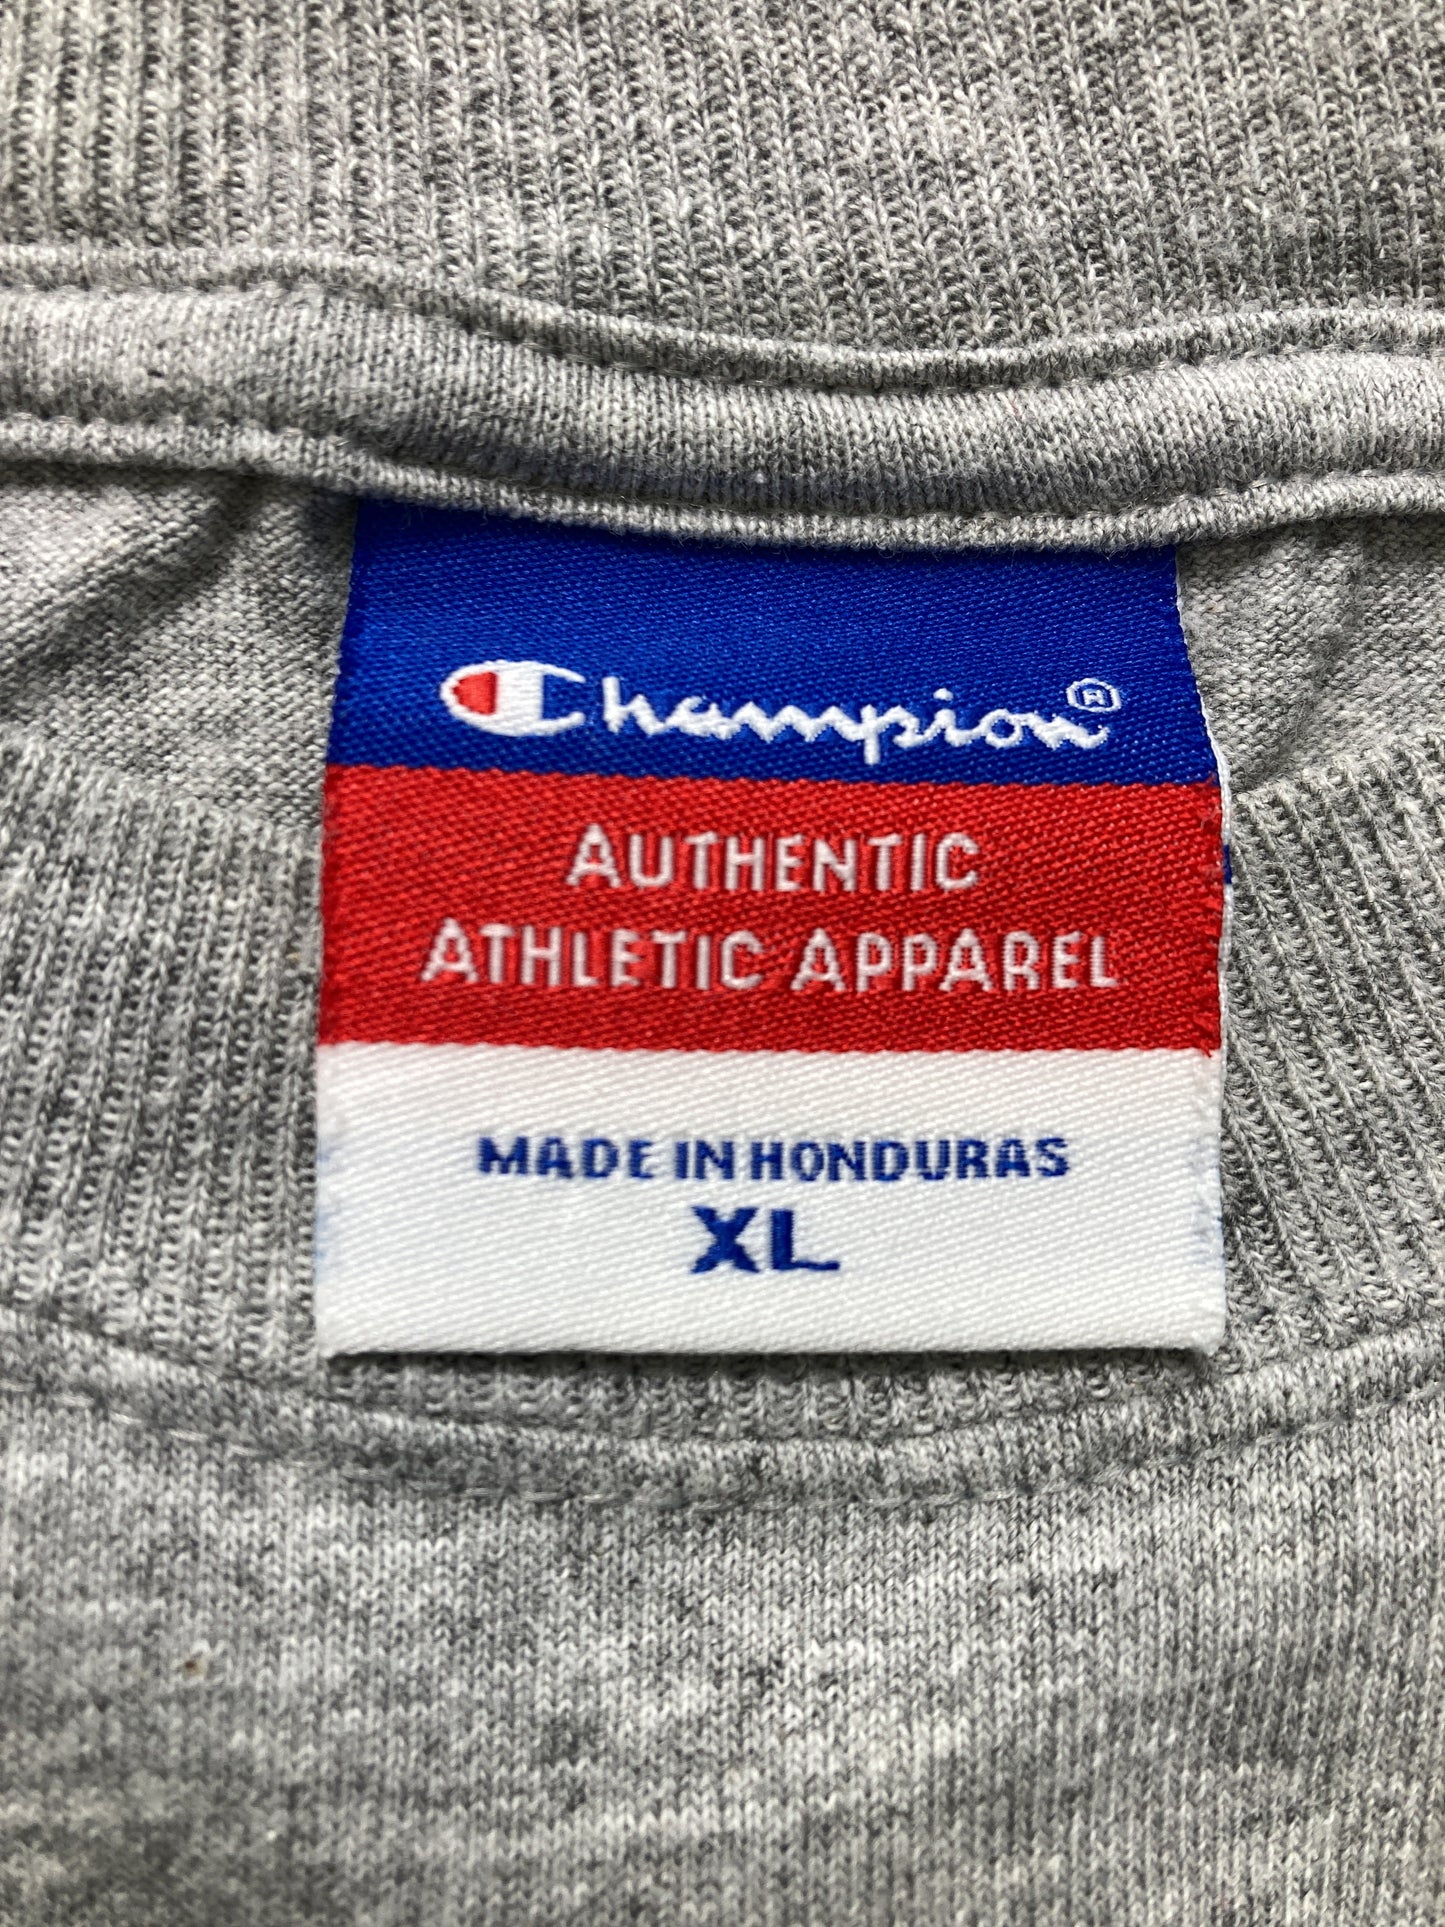 Champion®
AUTHENTIC
ATHLETIC APPAREL
MADE IN HONDURAS
XL